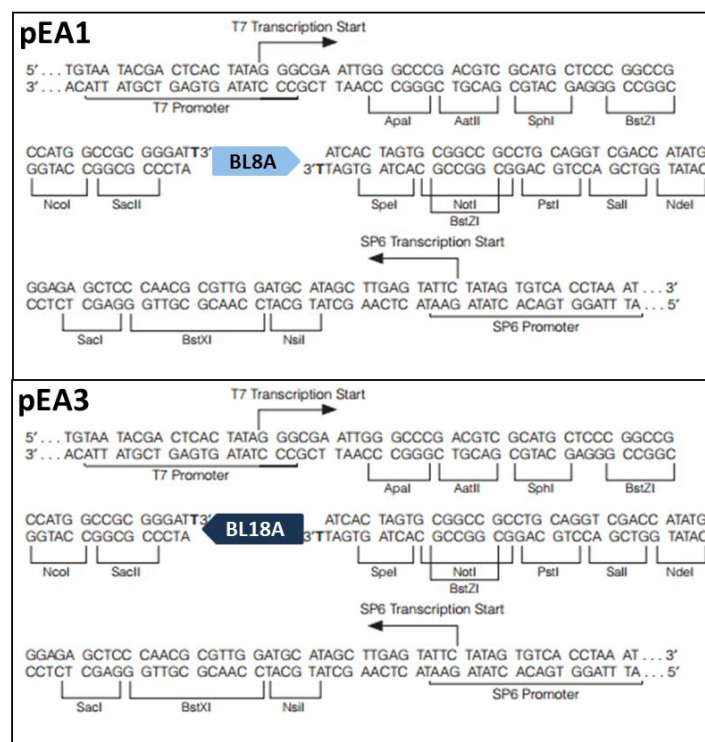 pEA1
T7 Transcription Start
5′ . . . TGTAA TACGA CTCAC TATAG GGCGA ATTGG GCCCG ACGTC GCATG CTCCC GGCCG
3′ . . . ACATT ATGCT GAGTG ATATC CCGCT TAACC CGGGC TGCAG CGTAC GAGGG CCGGC
T7 Promoter
ApaI AatII SphI BstZI
CCATG GCCGC GGGATT3′ BL8A ATCAC TAGTG CGGCC GCCTG CAGGT CGACC ATATG
GGTAC CGGCG CCCTA 3′TTAGTG ATCAC GCCGG CGGAC GTCCA GCTGG TATAC
NcoI SacII SpeI NotI PstI SalI NdeI
BstZI
SP6 Transcription Start
GGAGA GCTCC CAACG CGTTG GATGC ATAGC TTGAG TATTC TATAG TGTCA CCTAA AT . . . 3′
CCTCT CGAGG GTTGC GCAAC CTACG TATCG AACTC ATAAG ATATC ACAGT GGATT TA . . . 5′
SacI BstXI NsiI
SP6 Promoter
pEA3
T7 Transcription Start
5′ . . . TGTAA TACGA CTCAC TATAG GGCGA ATTGG GCCCG ACGTC GCATG CTCCC GGCCG
3′ . . . ACATT ATGCT GAGTG ATATC CCGCT TAACC CGGGC TGCAG CGTAC GAGGG CCGGC
T7 Promoter
ApaI AatII SphI BstZI
CCATG GCCGC GGGATT3′ BL18A ATCAC TAGTG CGGCC GCCTG CAGGT CGACC ATATG
GGTAC CGGCG CCCTA 3′TTAGTG ATCAC GCCGG CGGAC GTCCA GCTGG TATAC
NcoI SacII SpeI NotI PstI SalI NdeI
BstZI
SP6 Transcription Start
GGAGA GCTCC CAACG CGTTG GATGC ATAGC TTGAG TATTC TATAG TGTCA CCTAA AT . . . 3′
CCTCT CGAGG GTTGC GCAAC CTACG TATCG AACTC ATAAG ATATC ACAGT GGATT TA . . . 5′
SacI BstXI NsiI
SP6 Promoter